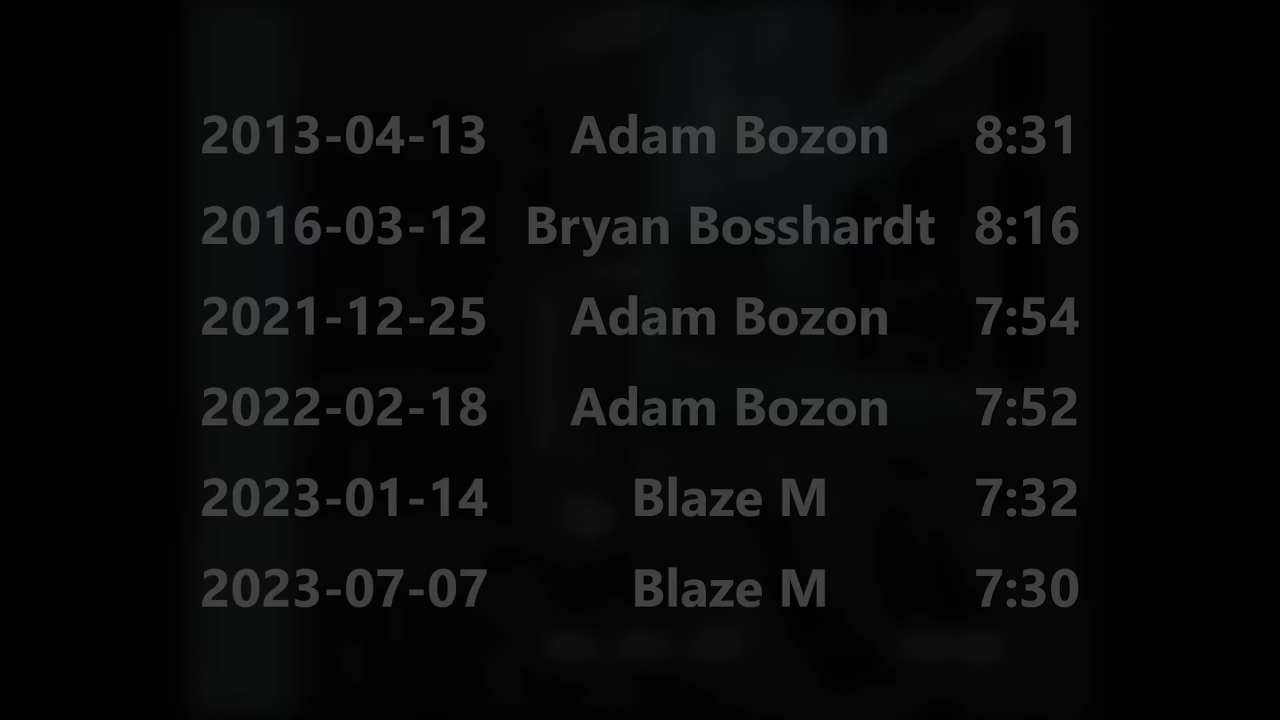 2013-04-13 Adam Bozon 8:31
2016-03-12 Bryan Bosshardt 8:16
2021-12-25 Adam Bozon 7:54
2022-02-18 Adam Bozon 7:52
2023-01-14 Blaze M 7:32
2023-07-07 Blaze M 7:30